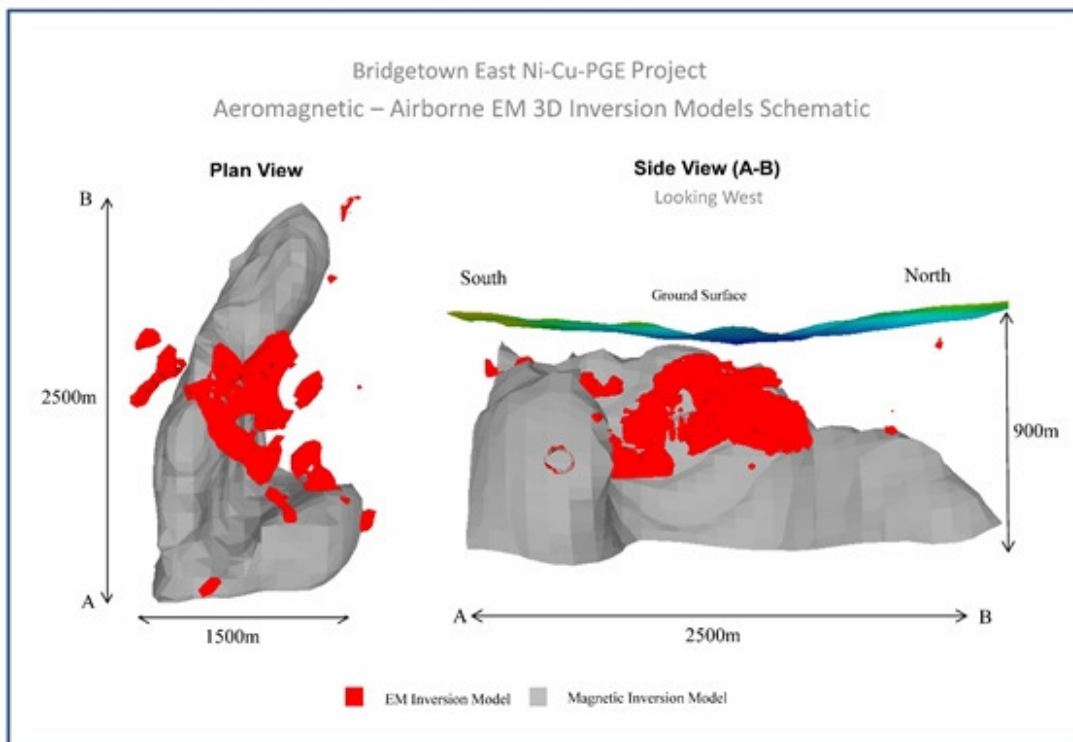 Bridgetown East Ni-Cu-PGE Project
Aeromagnetic – Airborne EM 3D Inversion Models Schematic
Plan View
B
2500m
A
1500m
Side View (A-B)
Looking West
South
Ground Surface
North
900m
A
B
2500m
EM Inversion Model
Magnetic Inversion Model